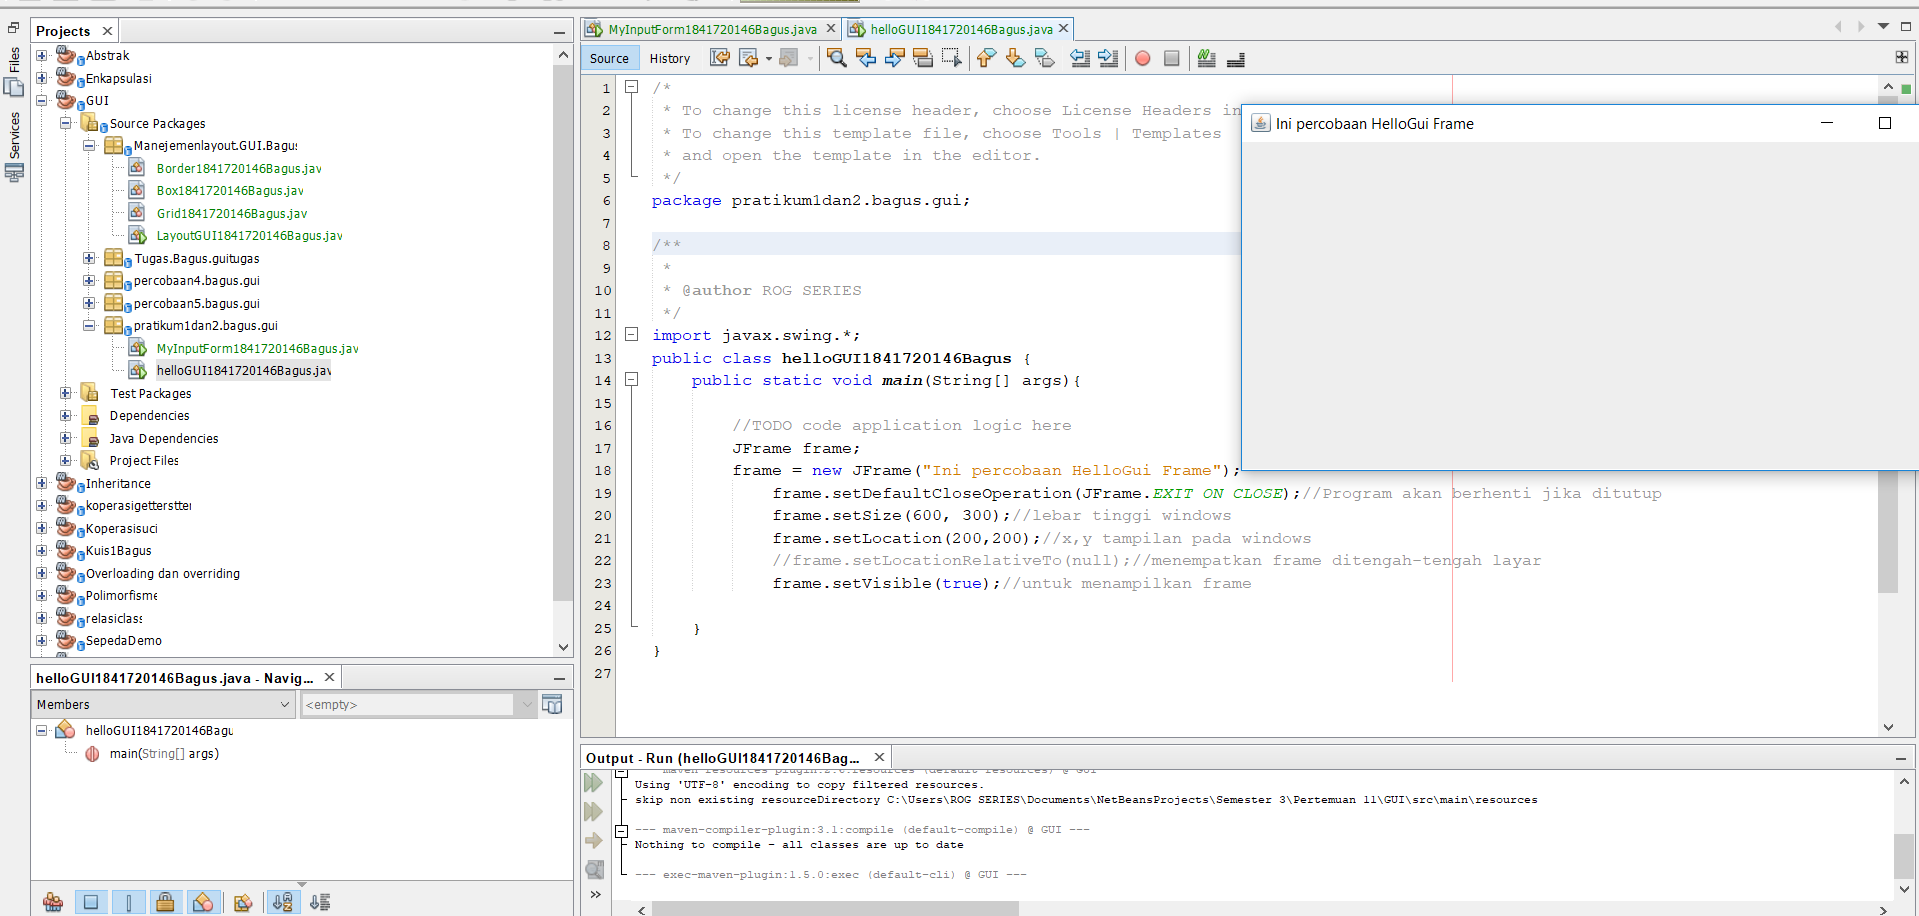 Files
Services
Projects
Abstrak
Enkapsulasi
GUI
Source Packages
Manejemenlayout.GUI.Bagus
Border1841720146Bagus.jav
Box1841720146Bagus.jav
Grid1841720146Bagus.jav
LayoutGUI1841720146Bagus.jav
Tugas.Bagus.guitugas
percobaan4.bagus.gui
percobaan5.bagus.gui
pratikum1dan2.bagus.gui
MyInputForm1841720146Bagus.jav
helloGUI1841720146Bagus.jav
Test Packages
Dependencies
Java Dependencies
Project Files
Inheritance
koperasigettersetter
Koperasisuci
Kuis1Bagus
Overloading dan overriding
Polimorfisme
relasiclass
SepedaDemo
helloGUI1841720146Bagus.java - Navig...
Members
<empty>
helloGUI1841720146Bagu
main(String[] args)
MyInputForm1841720146Bagus.java
helloGUI1841720146Bagus.java
Source History
1 /*
2 * To change this license header, choose License Headers in
3 * To change this template file, choose Tools | Templates
4 * and open the template in the editor.
5 */
6 package pratikum1dan2.bagus.gui;
7
8 /**
9 *
10 * @author ROG SERIES
11 */
12 import javax.swing.*;
13 public class helloGUI1841720146Bagus {
14 public static void main(String[] args){
15
16 //TODO code application logic here
17 JFrame frame;
18 frame = new JFrame("Ini percobaan HelloGui Frame");
19 frame.setDefaultCloseOperation(JFrame.EXIT_ON_CLOSE);//Program akan berhenti jika ditutup
20 frame.setSize(600, 300);//lebar tinggi windows
21 frame.setLocation(200,200);//x,y tampilan pada windows
22 //frame.setLocationRelativeTo(null);//menempatkan frame ditengah-tengah layar
23 frame.setVisible(true);//untuk menampilkan frame
24
25 }
26 }
27
Ini percobaan HelloGui Frame
Output - Run (helloGUI1841720146Bag...
--- maven-resources-plugin:2.6:resources (default-resources) @ GUI
Using 'UTF-8' encoding to copy filtered resources.
skip non existing resourceDirectory C:\Users\ROG SERIES\Documents\NetBeansProjects\Semester 3\Pertemuan 11\GUI\src\main\resources
--- maven-compiler-plugin:3.1:compile (default-compile) @ GUI ---
Nothing to compile - all classes are up to date
--- exec-maven-plugin:1.5.0:exec (default-cli) @ GUI ---